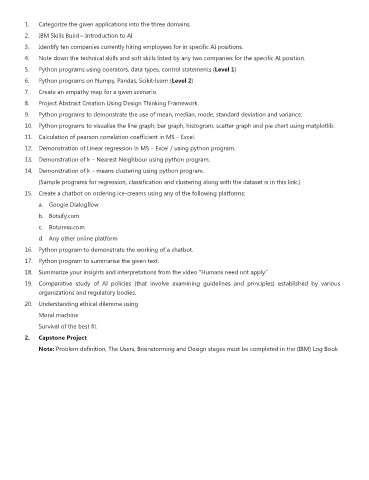 1. Categorize the given applications into the three domains.
2. IBM Skills Build – Introduction to AI
3. Identify ten companies currently hiring employees for in specific AI positions.
4. Note down the technical skills and soft skills listed by any two companies for the specific AI position.
5. Python programs using operators, data types, control statements (Level 1)
6. Python programs on Numpy, Pandas, Scikit-learn (Level 2)
7. Create an empathy map for a given scenario.
8. Project Abstract Creation Using Design Thinking Framework.
9. Python programs to demonstrate the use of mean, median, mode, standard deviation and variance.
10. Python programs to visualise the line graph, bar graph, histogram, scatter graph and pie chart using matplotlib.
11. Calculation of pearson correlation coefficient in MS – Excel
12. Demonstration of Linear regression in MS – Excel / using python program.
13. Demonstration of k – Nearest Neighbour using python program.
14. Demonstration of k – means clustering using python program.
(Sample programs for regression, classification and clustering along with the dataset is in this link.)
15. Create a chatbot on ordering ice-creams using any of the following platforms:
a. Google Dialogflow
b. Botsify.com
c. Botpress.com
d. Any other online platform
16. Python program to demonstrate the working of a chatbot.
17. Python program to summarise the given text.
18. Summarize your insights and interpretations from the video "Humans need not apply."
19. Comparative study of AI policies (that involve examining guidelines and principles) established by various
organizations and regulatory bodies.
20. Understanding ethical dilemma using
Moral machine
Survival of the best fit.
2. Capstone Project
Note: Problem definition, The Users, Brainstorming and Design stages must be completed in the (IBM) Log Book